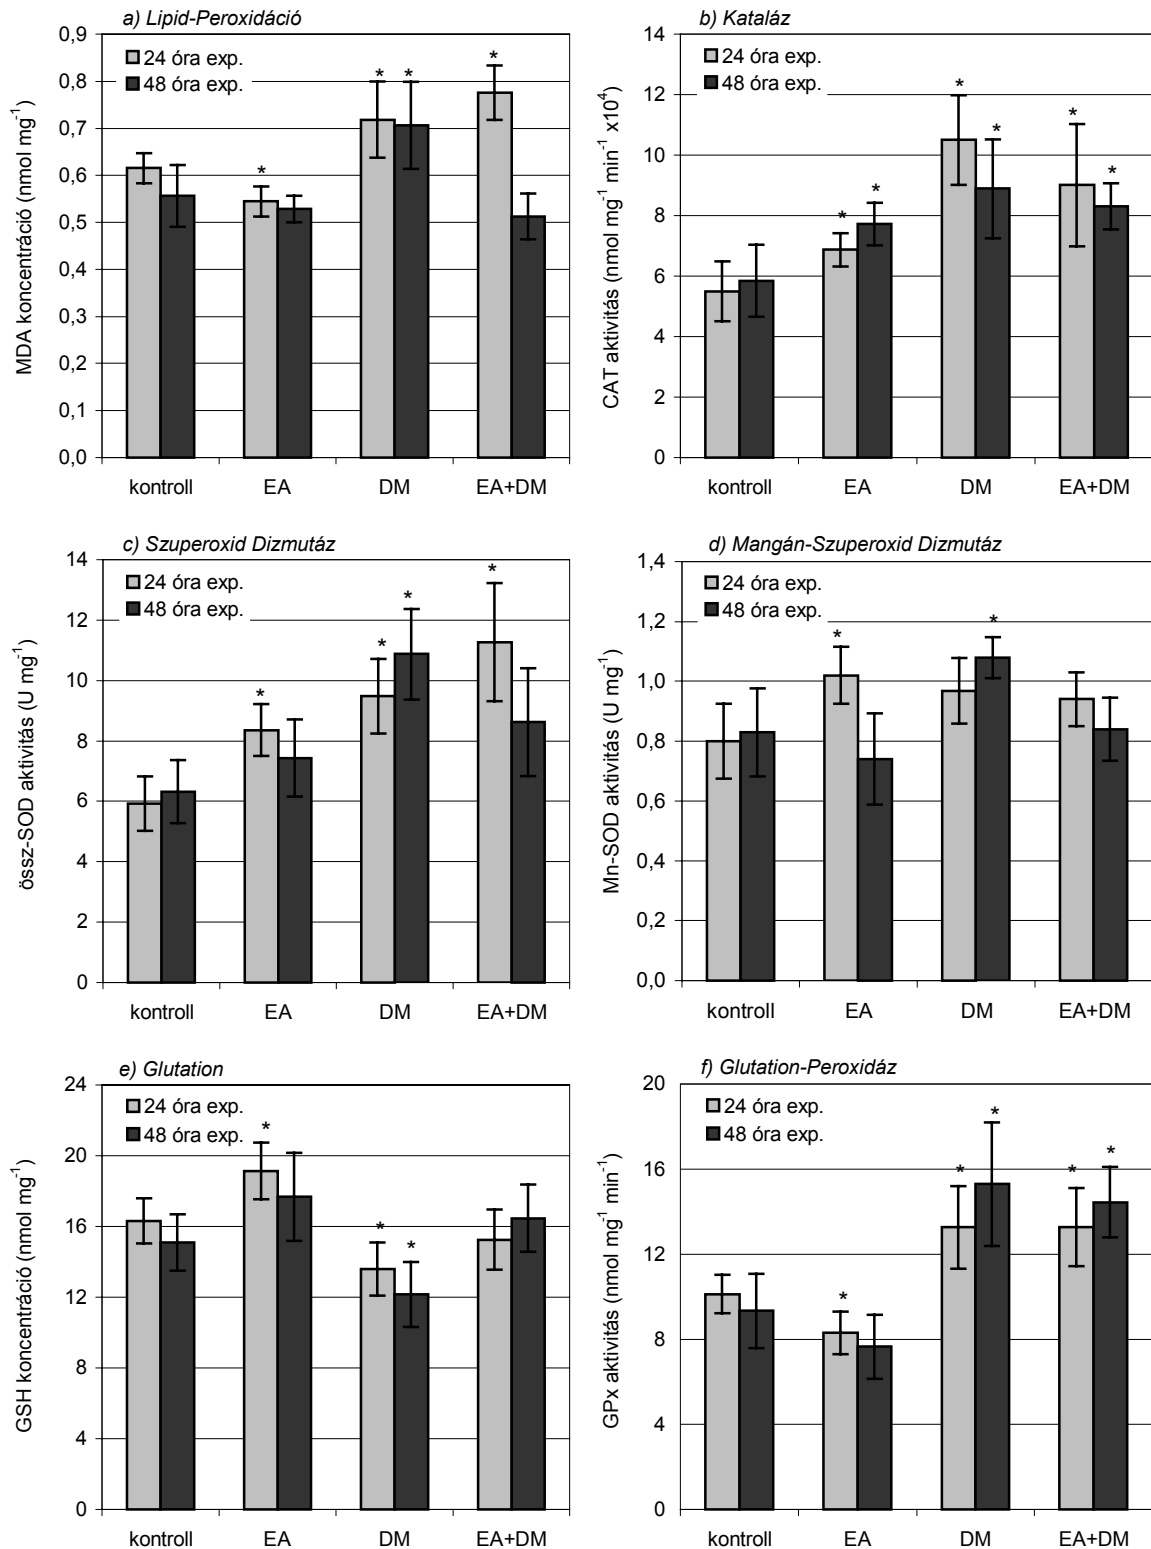 a) Lipid-Peroxidáció
MDA koncentráció (nmol mg-1)
0,9
0,8
0,7
0,6
0,5
0,4
0,3
0,2
0,1
0,0
24 óra exp.
48 óra exp.
* * * *
kontroll EA DM EA+DM
b) Kataláz
CAT aktivitás (nmol mg-1 min-1 x104)
14
12
10
8
6
4
2
0
24 óra exp.
48 óra exp.
* * * * * *
kontroll EA DM EA+DM
c) Szuperoxid Dizmutáz
össz-SOD aktivitás (U mg-1)
14
12
10
8
6
4
2
0
24 óra exp.
48 óra exp.
* * * *
kontroll EA DM EA+DM
d) Mangán-Szuperoxid Dizmutáz
Mn-SOD aktivitás (U mg-1)
1,4
1,2
1,0
0,8
0,6
0,4
0,2
0,0
24 óra exp.
48 óra exp.
* *
kontroll EA DM EA+DM
e) Glutation
GSH koncentráció (nmol mg-1)
24
20
16
12
8
4
0
24 óra exp.
48 óra exp.
* * *
kontroll EA DM EA+DM
f) Glutation-Peroxidáz
GPx aktivitás (nmol mg-1 min-1)
20
16
12
8
4
0
24 óra exp.
48 óra exp.
* * * * *
kontroll EA DM EA+DM